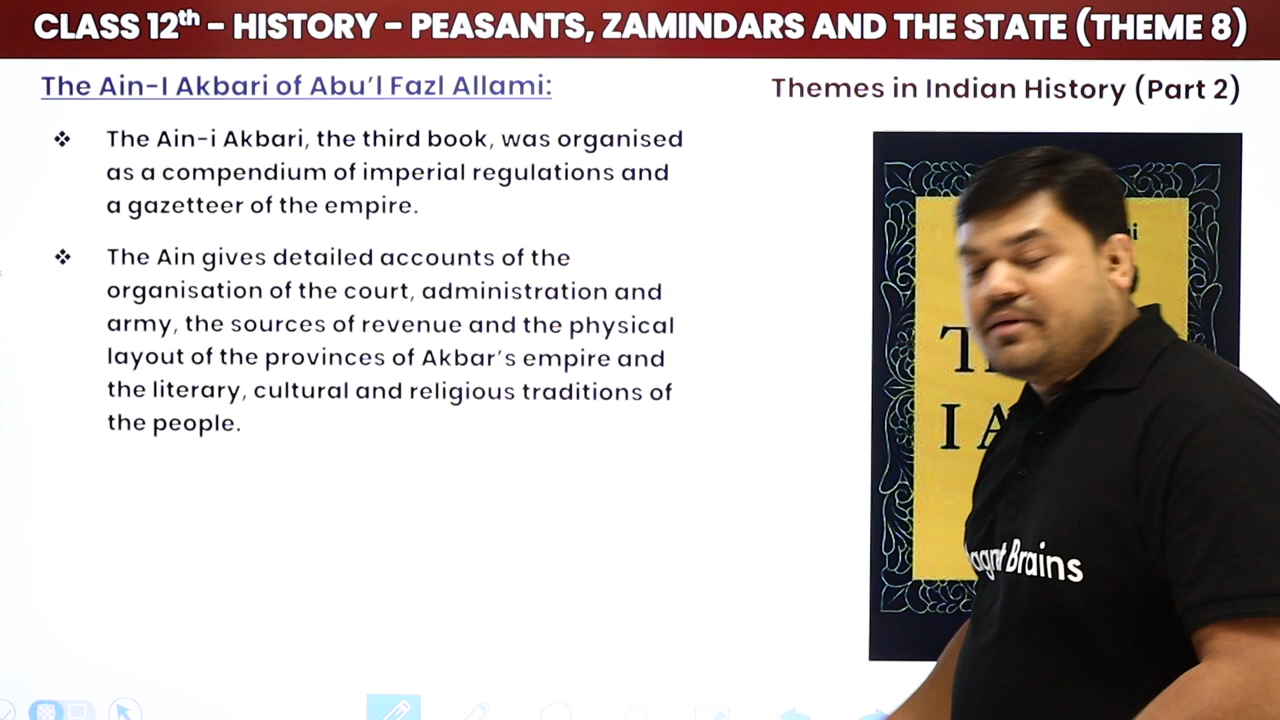 CLASS 12th – HISTORY – PEASANTS, ZAMINDARS AND THE STATE (THEME 8)
The Ain-I Akbari of Abu’l Fazl Allami:
Themes in Indian History (Part 2)
❖ The Ain-i Akbari, the third book, was organised
as a compendium of imperial regulations and
a gazetteer of the empire.
❖ The Ain gives detailed accounts of the
organisation of the court, administration and
army, the sources of revenue and the physical
layout of the provinces of Akbar’s empire and
the literary, cultural and religious traditions of
the people.
I A
Brains